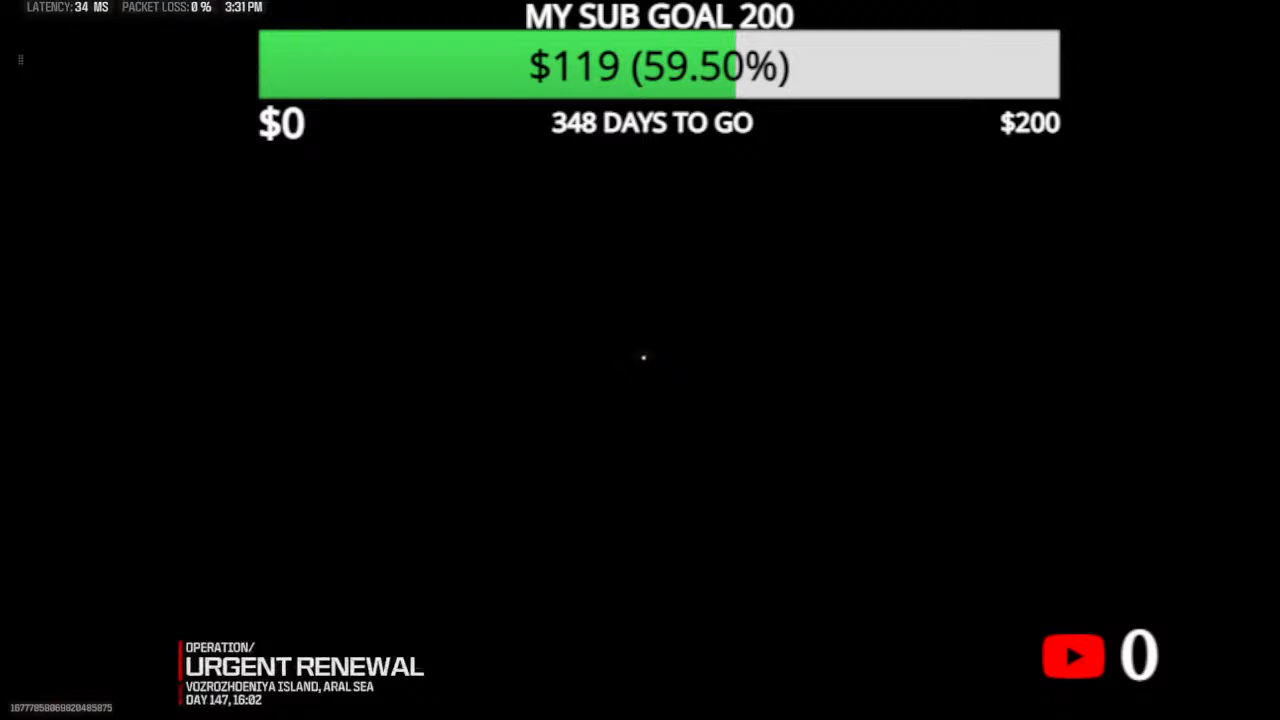 LATENCY: 34 MS PACKET LOSS: 0 % 3:31 PM
MY SUB GOAL 200
$119 (59.50%)
$0 348 DAYS TO GO $200
OPERATION/
URGENT RENEWAL
VOZROZHDENIYA ISLAND, ARAL SEA
DAY 147, 16:02
0
16777858069820485875